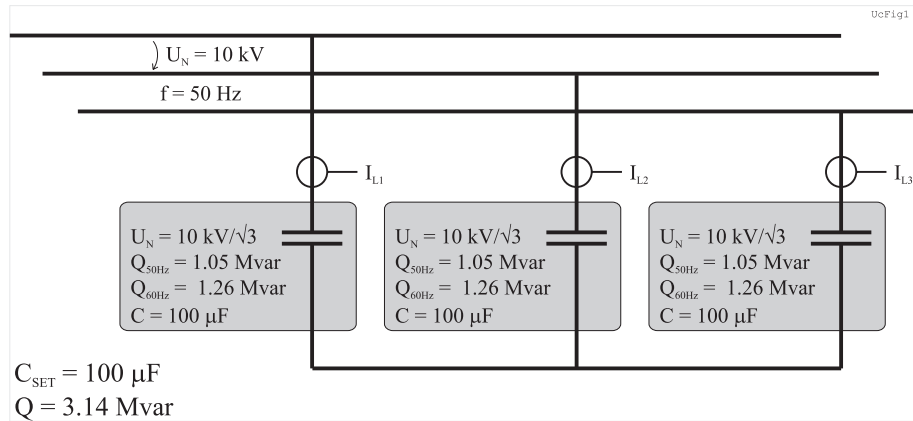 UcFig1
U_N = 10 kV
f = 50 Hz
I_L1
I_L2
I_L3
U_N = 10 kV/√3
Q_50Hz = 1.05 Mvar
Q_60Hz = 1.26 Mvar
C = 100 µF
U_N = 10 kV/√3
Q_50Hz = 1.05 Mvar
Q_60Hz = 1.26 Mvar
C = 100 µF
U_N = 10 kV/√3
Q_50Hz = 1.05 Mvar
Q_60Hz = 1.26 Mvar
C = 100 µF
C_SET = 100 µF
Q = 3.14 Mvar